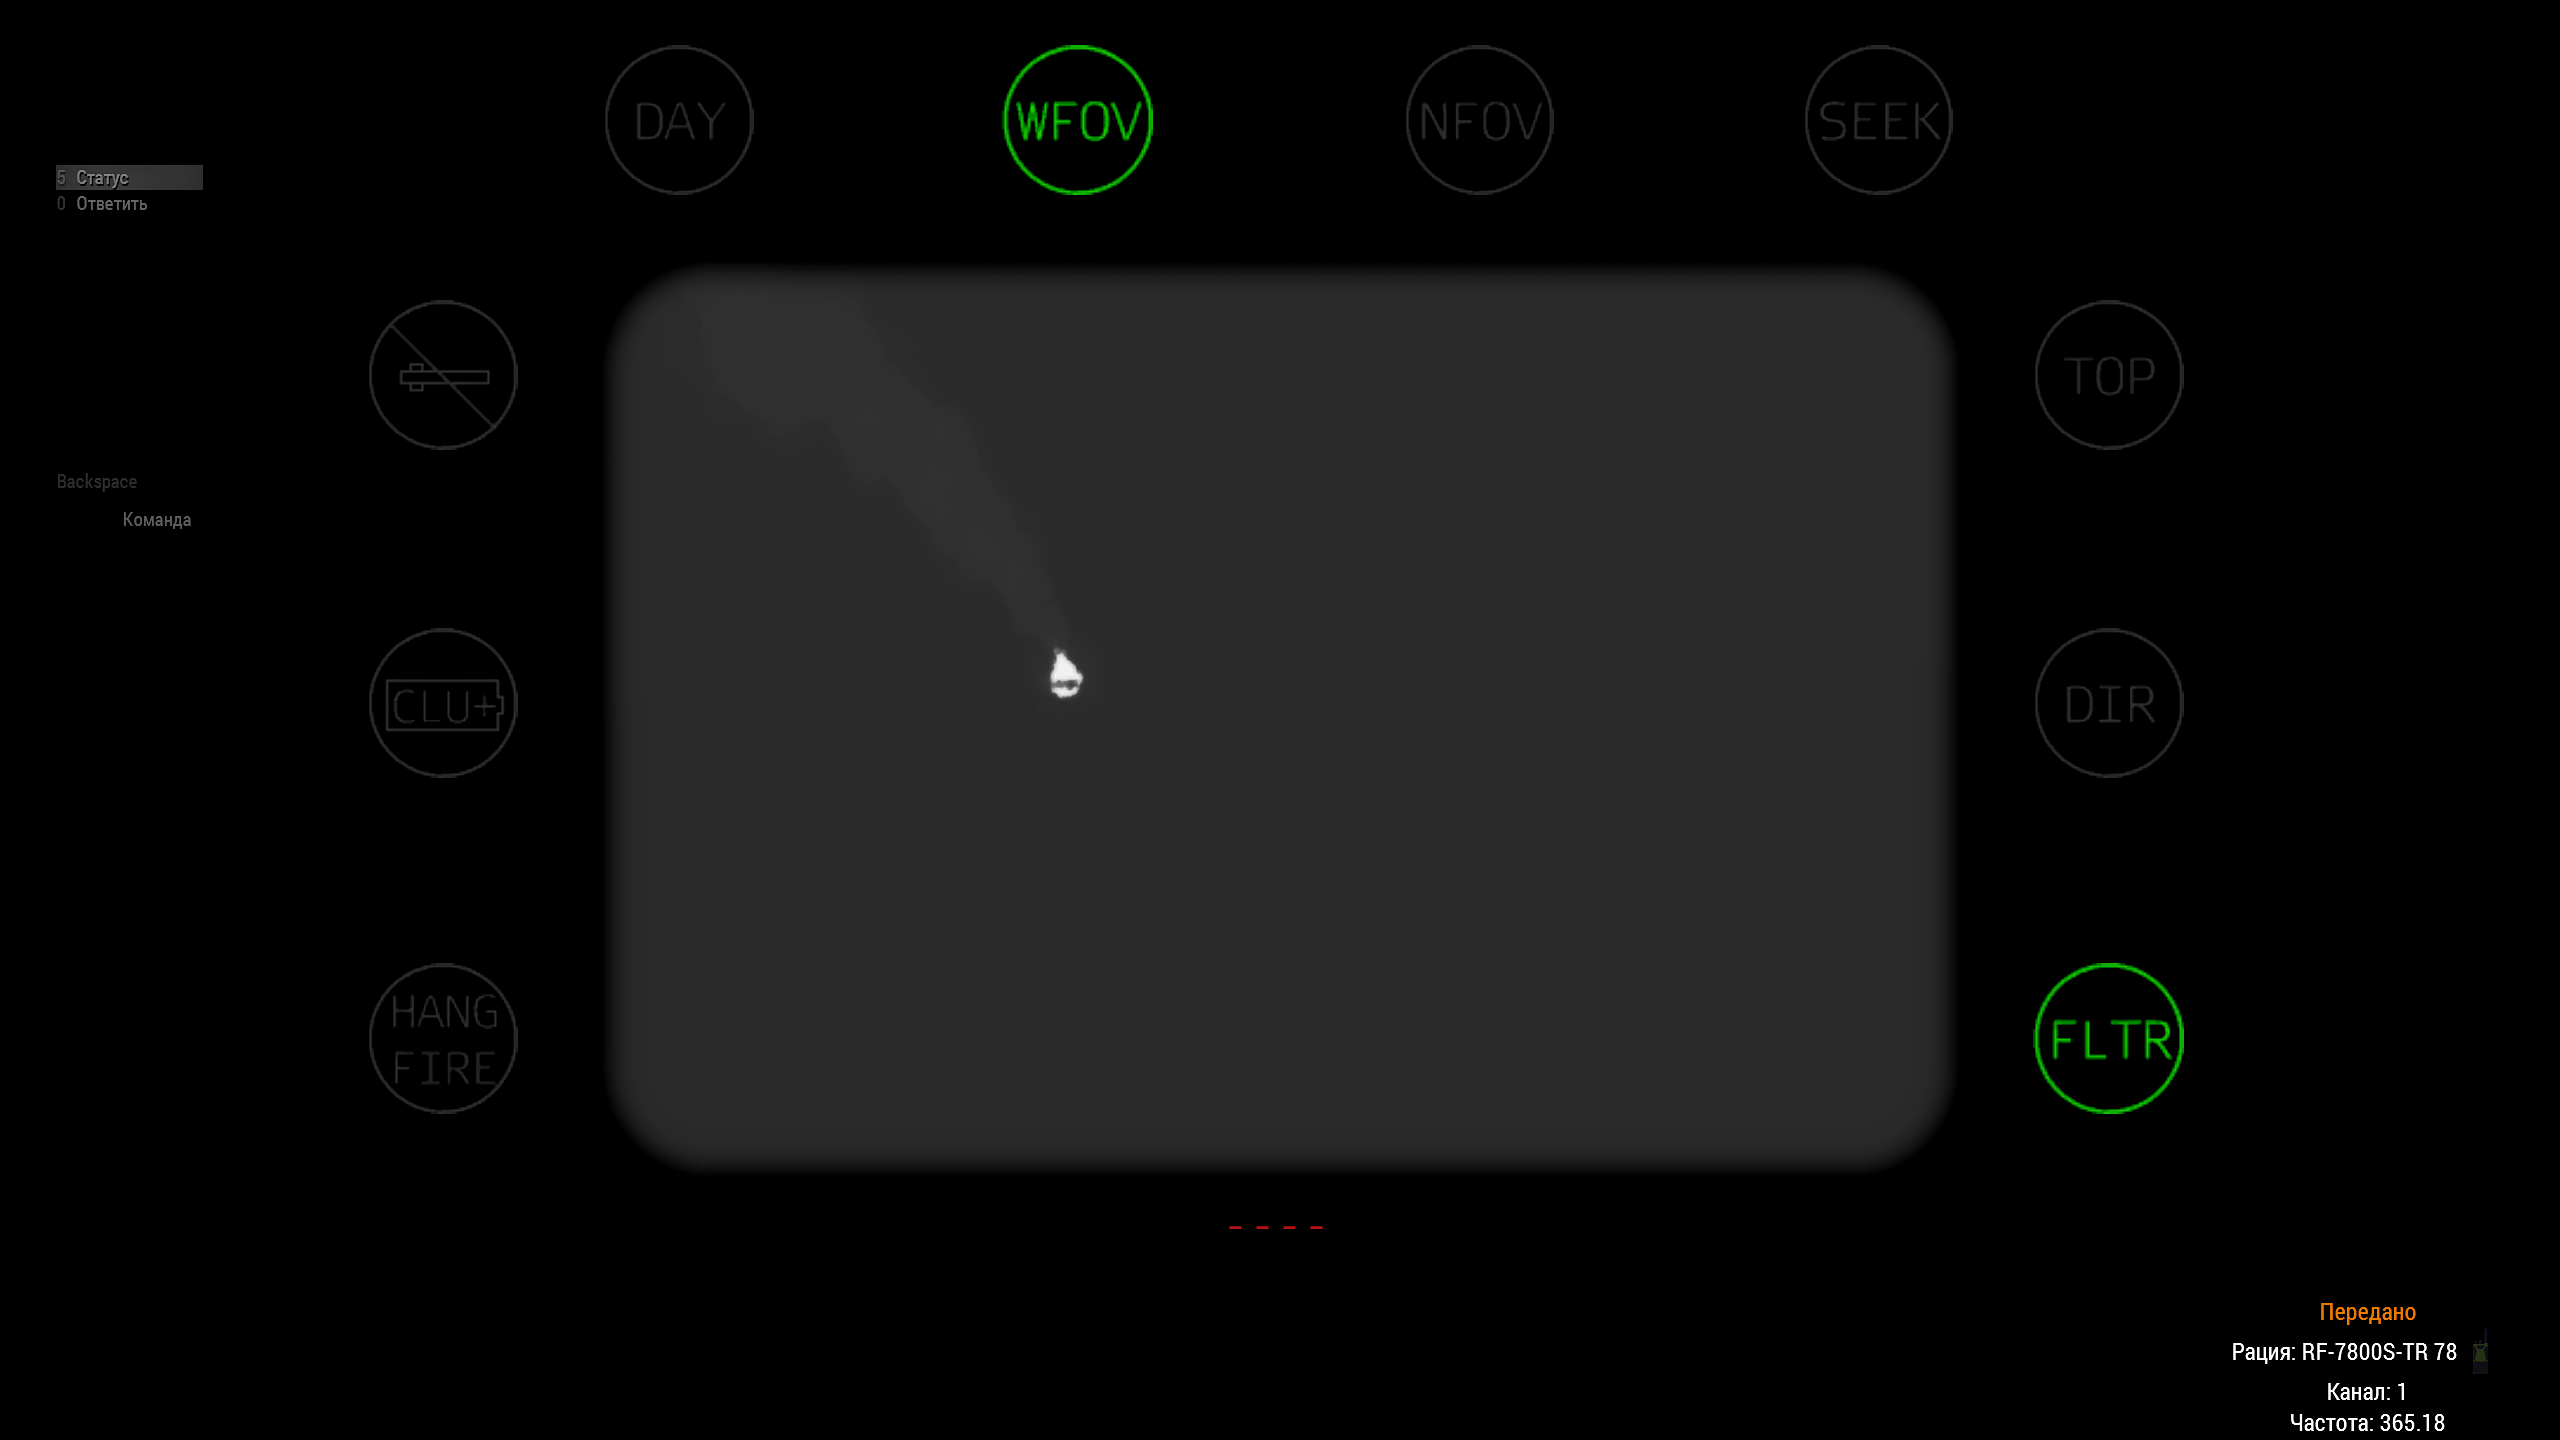 DAY
WFOV
NFOV
SEEK
5 Статус
0 Ответить
TOP
Backspace
Команда
CLU+
DIR
HANG
FIRE
FLTR
- - - -
Передано
Рация: RF-7800S-TR 78
Канал: 1
Частота: 365.18